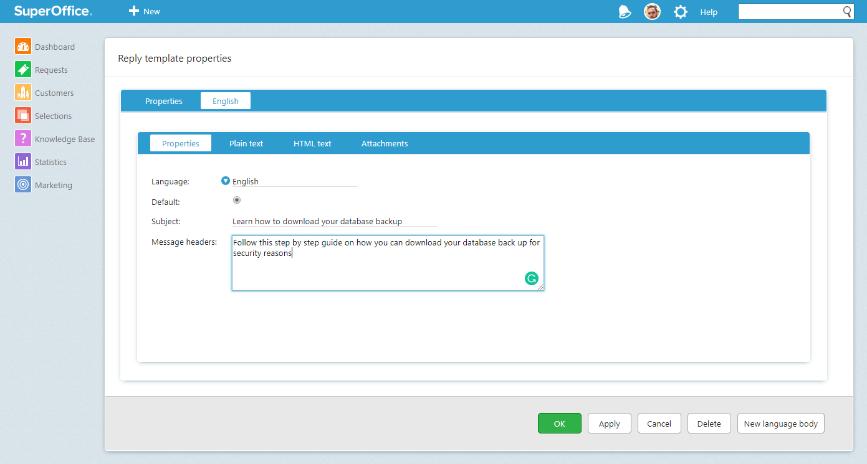 SuperOffice.
+ New
Help
Dashboard
Requests
Customers
Selections
? Knowledge Base
Statistics
Marketing
Reply template properties
Properties English
Properties Plain text HTML text Attachments
Language: English
Default:
Subject: Learn how to download your database backup
Message headers: Follow this step by step guide on how you can download your database back up for
security reasons
OK Apply Cancel Delete New language body